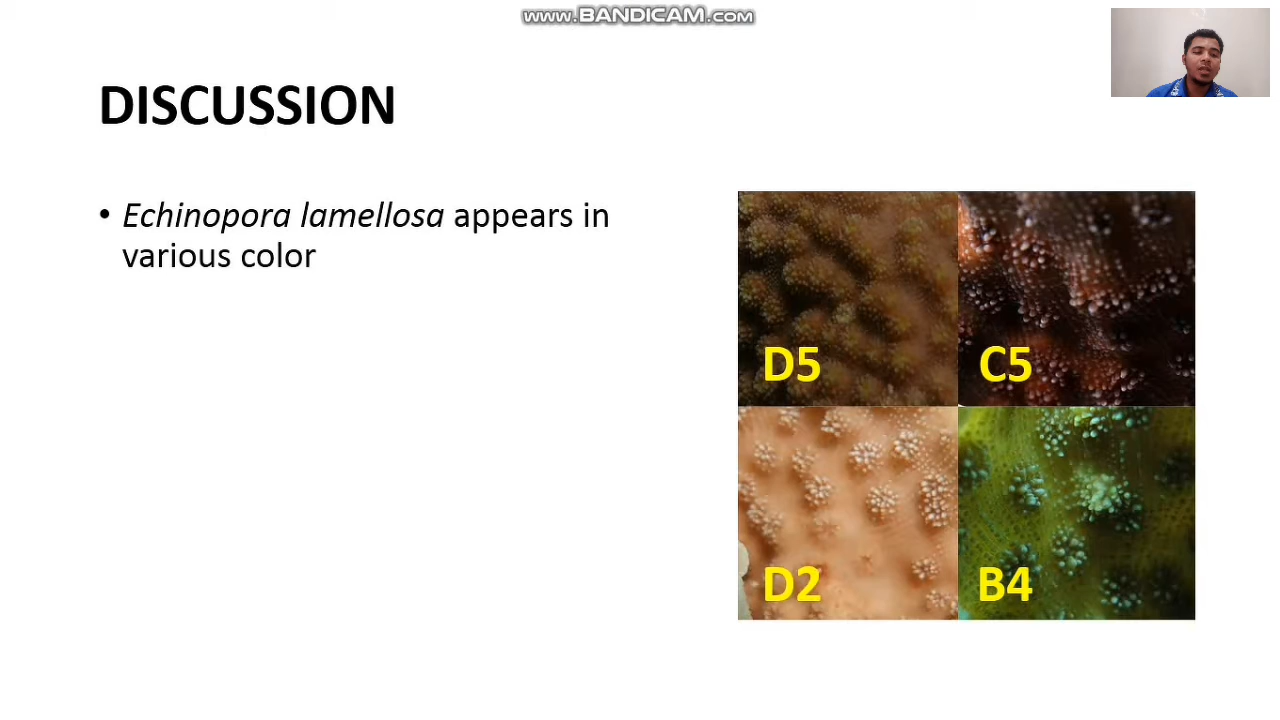 www.BANDICAM.com
DISCUSSION
• Echinopora lamellosa appears in
various color
D5
C5
D2
B4